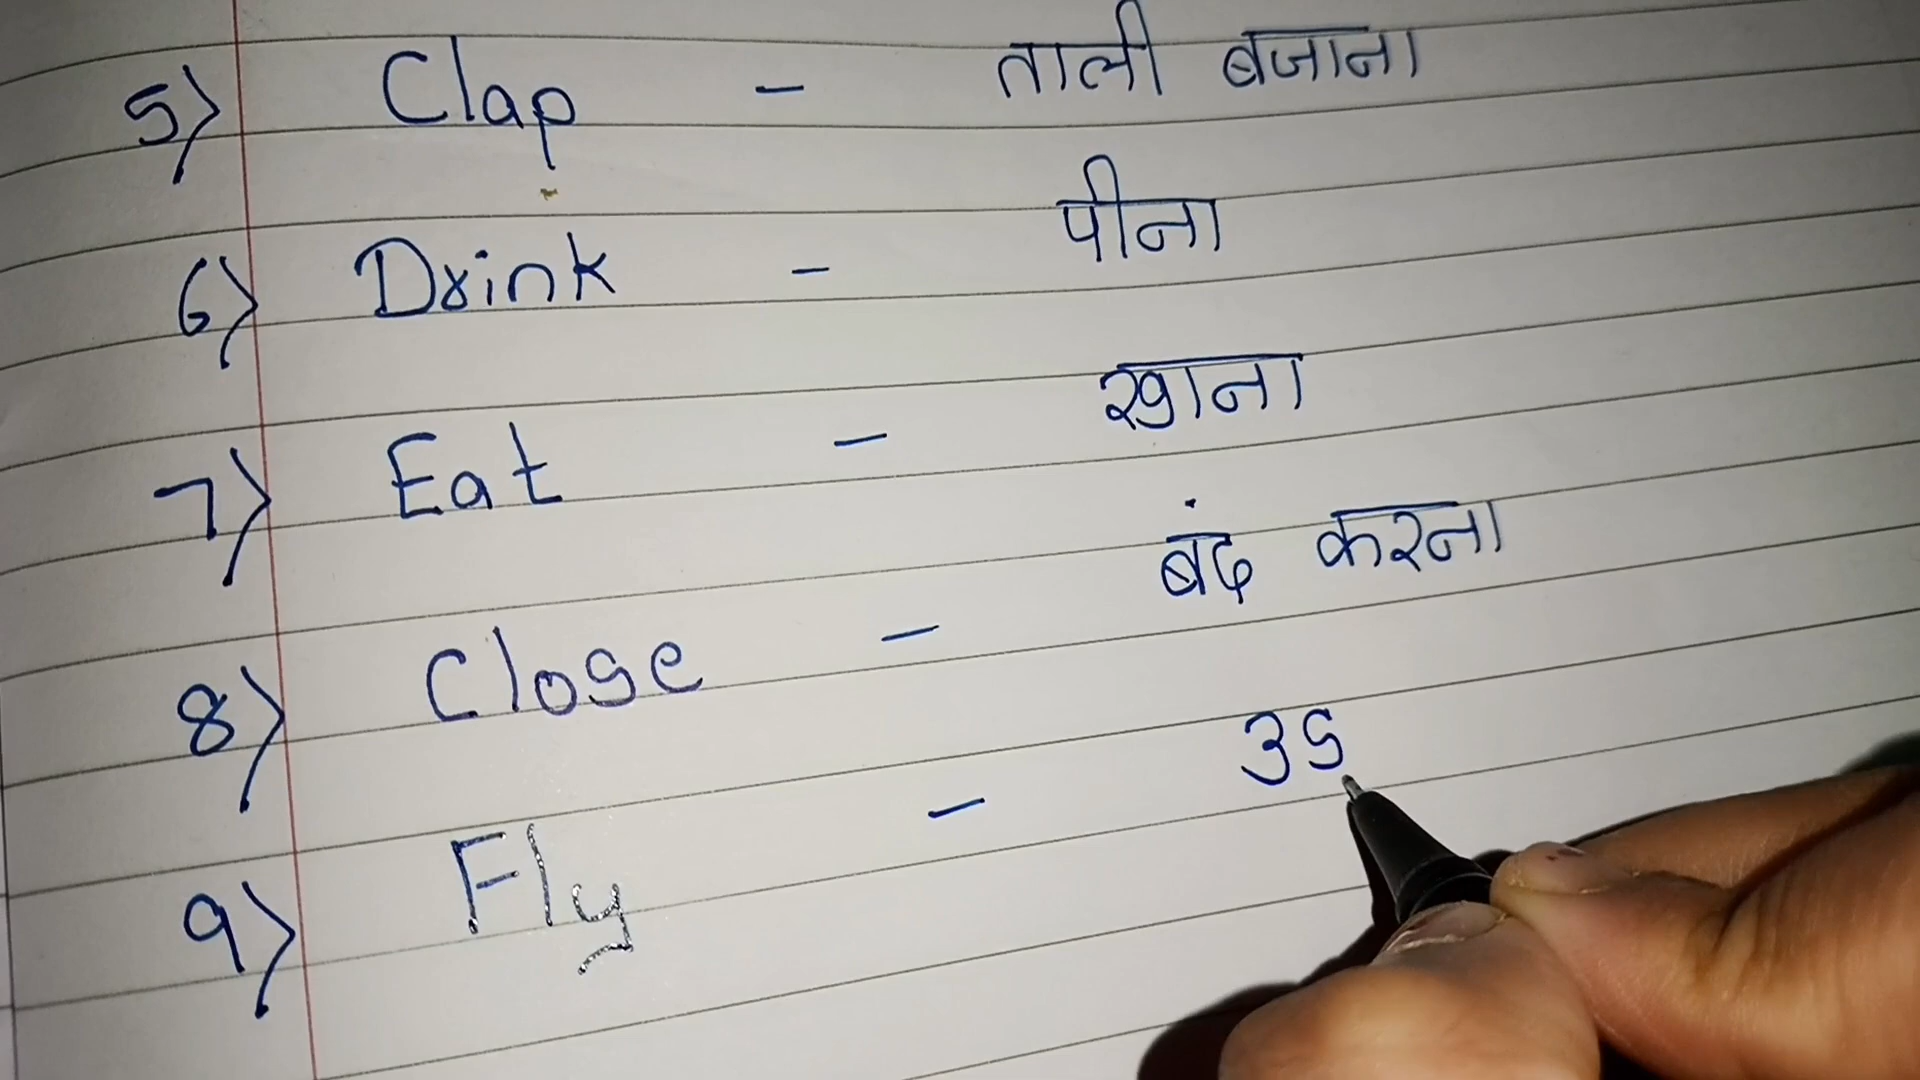 5) Clap - ताली बजाना
6) Drink - पीना
7) Eat - खाना
8) Close - बंद करना
9) Fly - उड